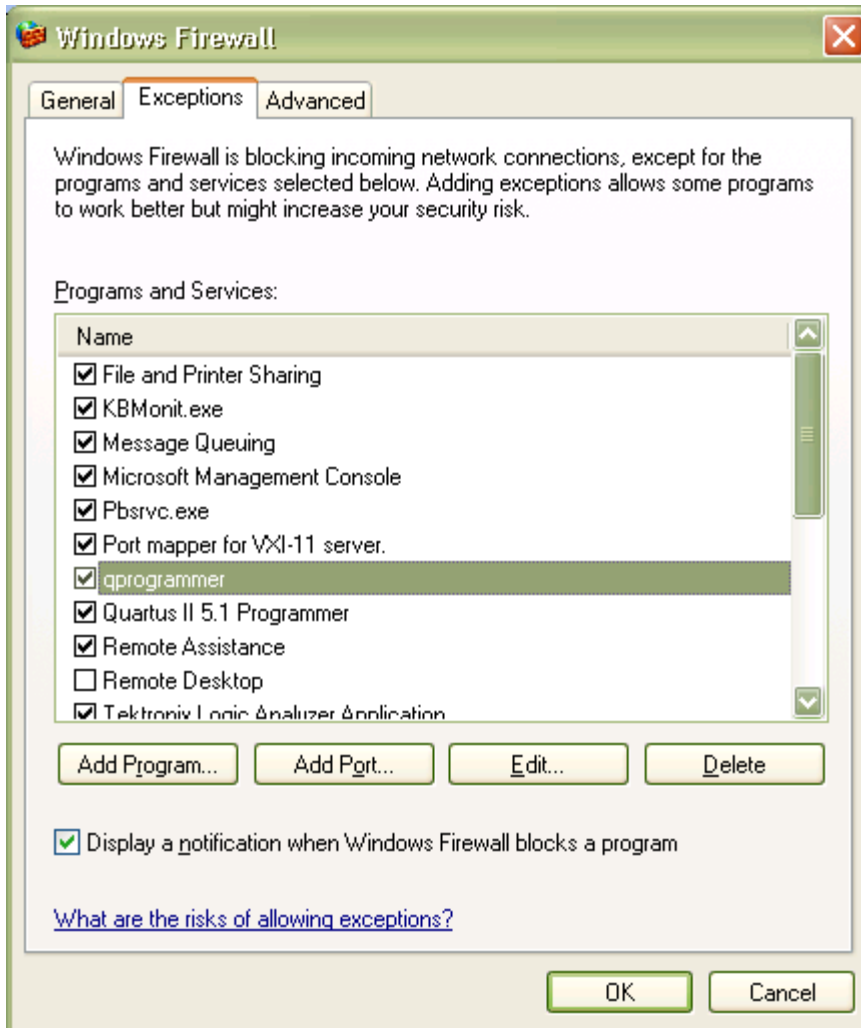 Windows Firewall
General
Exceptions
Advanced
Windows Firewall is blocking incoming network connections, except for the
programs and services selected below. Adding exceptions allows some programs
to work better but might increase your security risk.
Programs and Services:
Name
File and Printer Sharing
KBMonit.exe
Message Queuing
Microsoft Management Console
Pbsrvc.exe
Port mapper for VXI-11 server.
qprogrammer
Quartus II 5.1 Programmer
Remote Assistance
Remote Desktop
Tektronix Logic Analyzer Application
Add Program...
Add Port...
Edit...
Delete
Display a notification when Windows Firewall blocks a program
What are the risks of allowing exceptions?
OK
Cancel